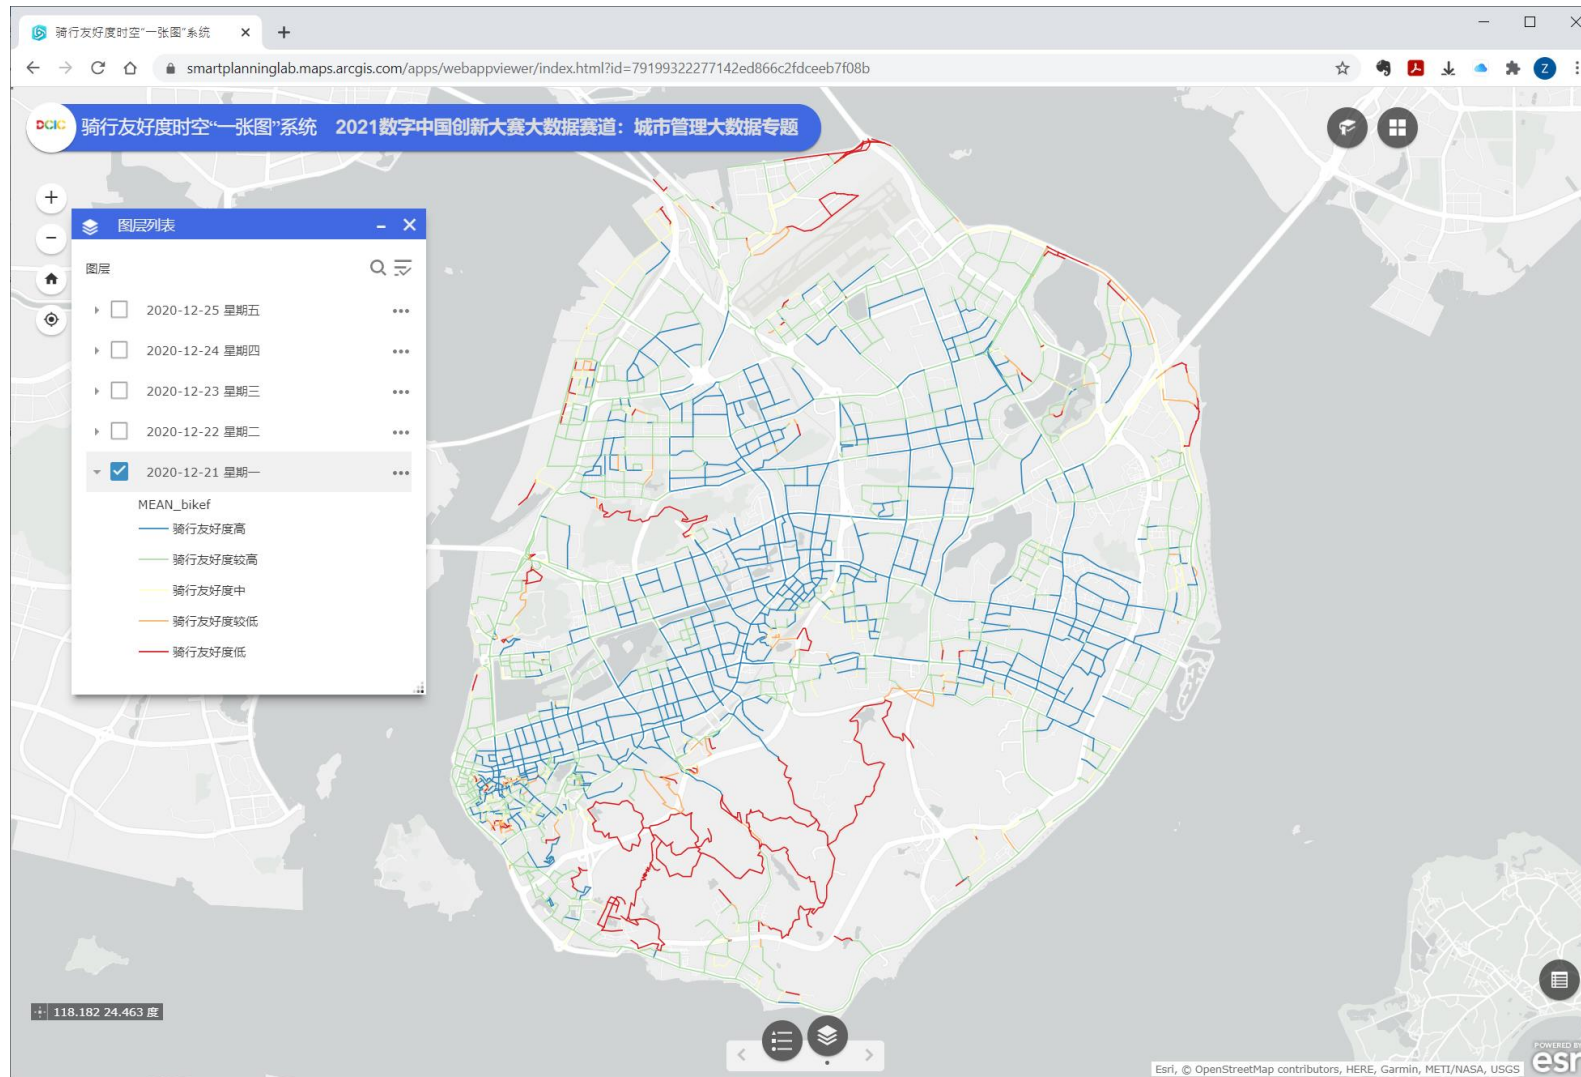 骑行友好度时空“一张图”系统
smartplanninglab.maps.arcgis.com/apps/webappviewer/index.html?id=79199322277142ed866c2fdceeb7f08b
Z
DCIC 骑行友好度时空“一张图”系统 2021数字中国创新大赛大数据赛道：城市管理大数据专题
图层列表
图层
2020-12-25 星期五
2020-12-24 星期四
2020-12-23 星期三
2020-12-22 星期二
2020-12-21 星期一
MEAN_bikef
骑行友好度高
骑行友好度较高
骑行友好度中
骑行友好度较低
骑行友好度低
118.182 24.463 度
POWERED BY
esri
Esri, © OpenStreetMap contributors, HERE, Garmin, METI/NASA, USGS